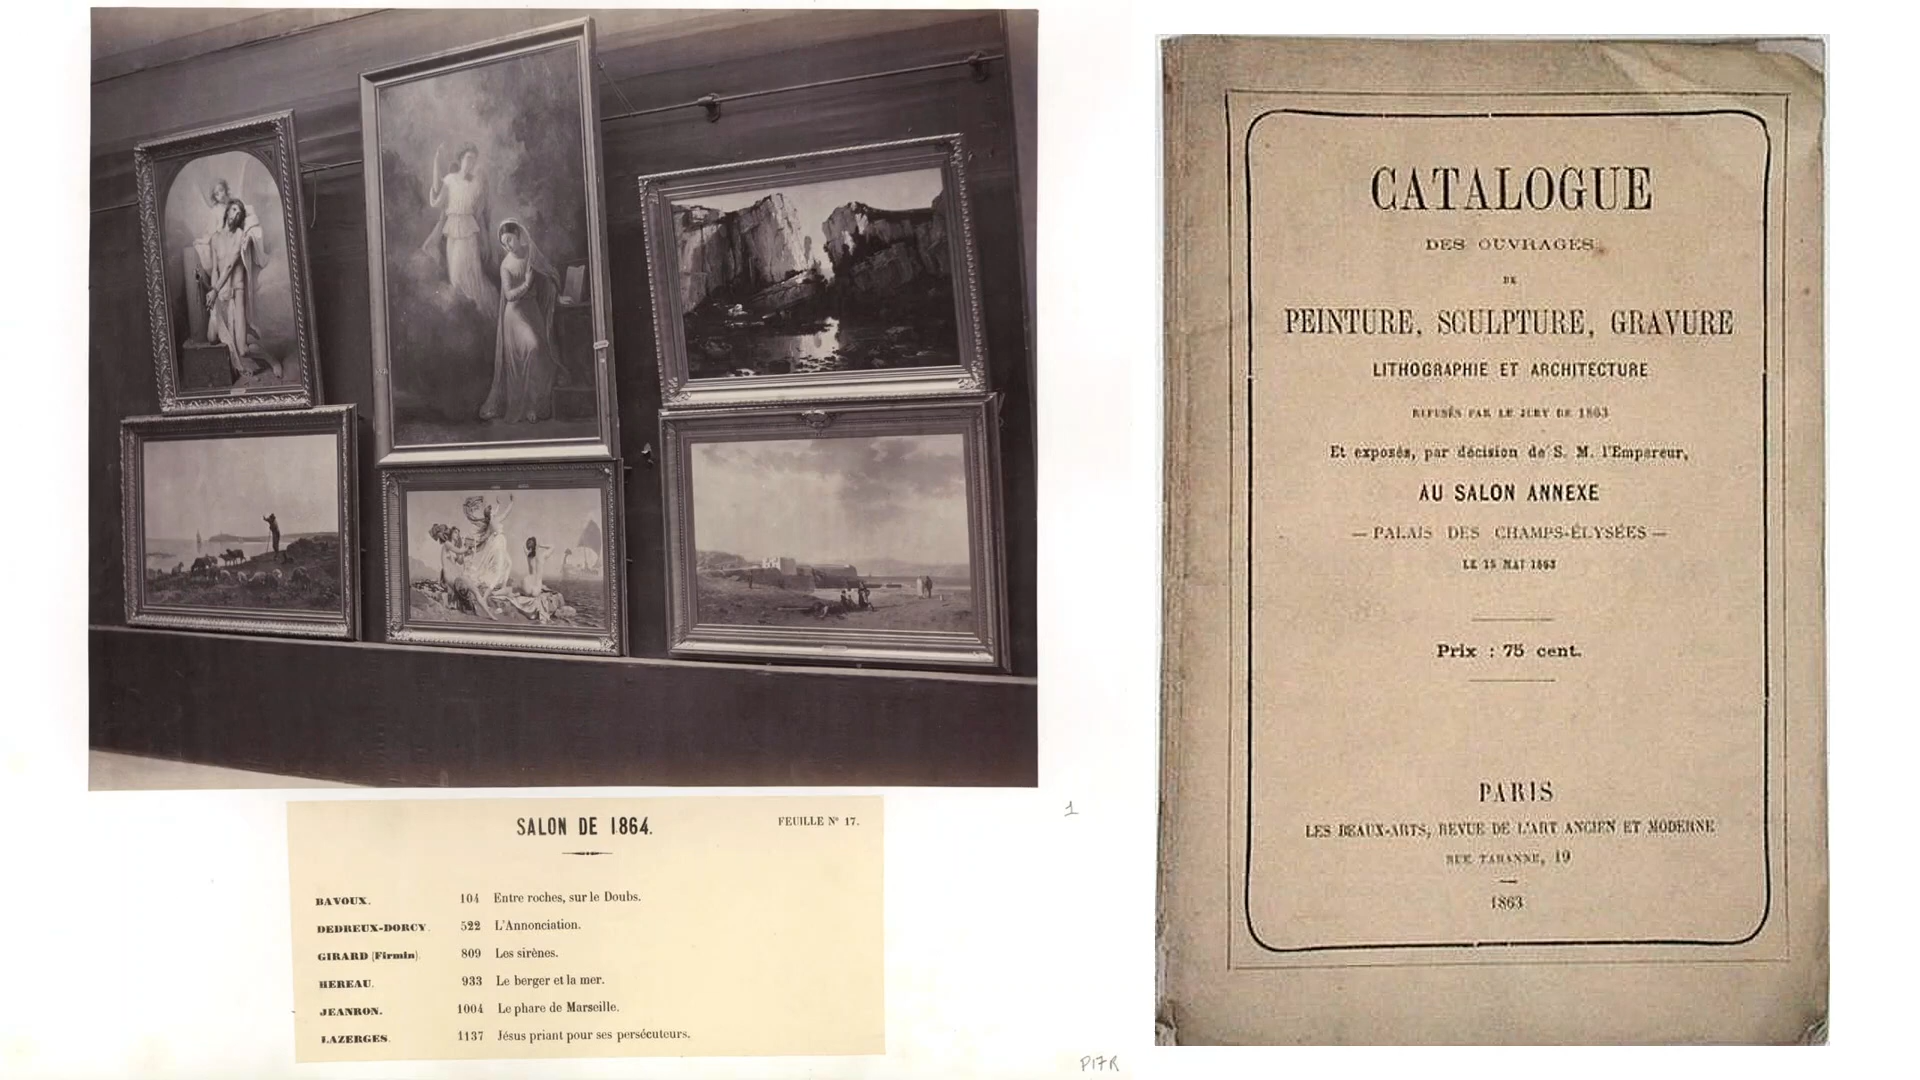 SALON DE 1864.
FEUILLE Nº 17.
BAVOUX. 104 Entre roches, sur le Doubs.
DEDREUX-DORCY. 522 L'Annonciation.
GIRARD (Firmin). 809 Les sirènes.
HEREAU. 933 Le berger et la mer.
JEANRON. 1004 Le phare de Marseille.
LAZERGES. 1137 Jésus priant pour ses persécuteurs.
1
P17R
CATALOGUE
DES OUVRAGES
DE
PEINTURE, SCULPTURE, GRAVURE
LITHOGRAPHIE ET ARCHITECTURE
REFUSÉS PAR LE JURY DE 1863
Et exposés, par décision de S. M. l'Empereur,
AU SALON ANNEXE
— PALAIS DES CHAMPS-ÉLYSÉES —
LE 15 MAI 1863
Prix : 75 cent.
PARIS
LES BEAUX-ARTS, REVUE DE L'ART ANCIEN ET MODERNE
RUE TARANNE, 19
1863